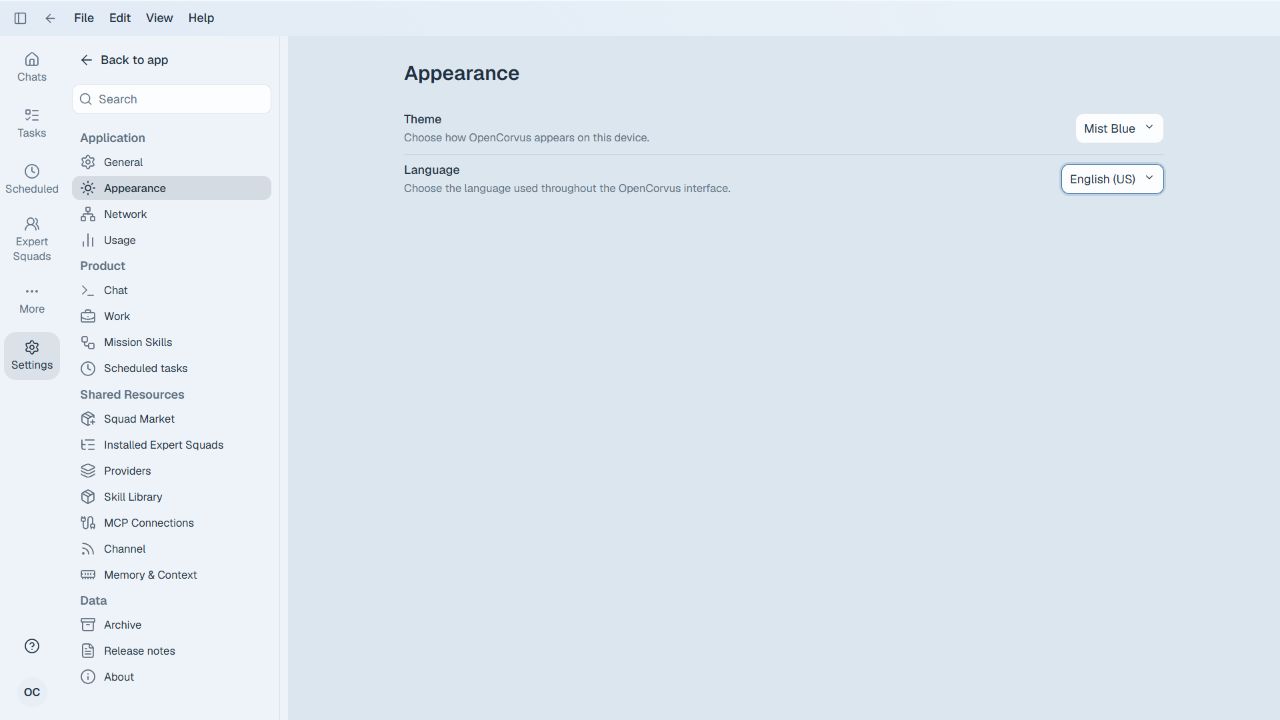 File Edit View Help
Chats
Tasks
Scheduled
Expert
Squads
More
Settings
OC
Back to app
Search
Application
General
Appearance
Network
Usage
Product
Chat
Work
Mission Skills
Scheduled tasks
Shared Resources
Squad Market
Installed Expert Squads
Providers
Skill Library
MCP Connections
Channel
Memory & Context
Data
Archive
Release notes
About
Appearance
Theme
Choose how OpenCorvus appears on this device.
Mist Blue
Language
Choose the language used throughout the OpenCorvus interface.
English (US)